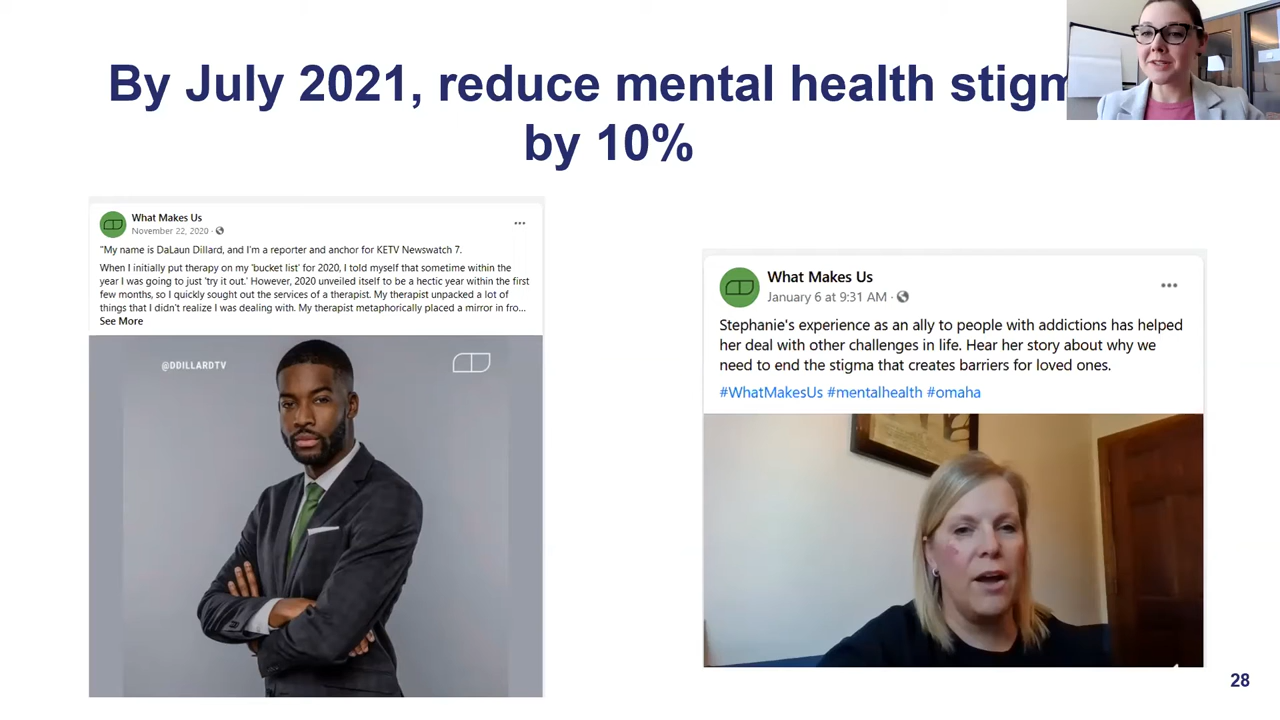 By July 2021, reduce mental health stigm
by 10%
What Makes Us
November 22, 2020 ·
"My name is DaLaun Dillard, and I'm a reporter and anchor for KETV Newswatch 7.
When I initially put therapy on my 'bucket list' for 2020, I told myself that sometime within the
year I was going to just 'try it out.' However, 2020 unveiled itself to be a hectic year within the first
few months, so I quickly sought out the services of a therapist. My therapist unpacked a lot of
things that I didn't realize I was dealing with. My therapist metaphorically placed a mirror in fro...
See More
@DDILLARDTV
What Makes Us
January 6 at 9:31 AM ·
Stephanie's experience as an ally to people with addictions has helped
her deal with other challenges in life. Hear her story about why we
need to end the stigma that creates barriers for loved ones.
#WhatMakesUs #mentalhealth #omaha
28